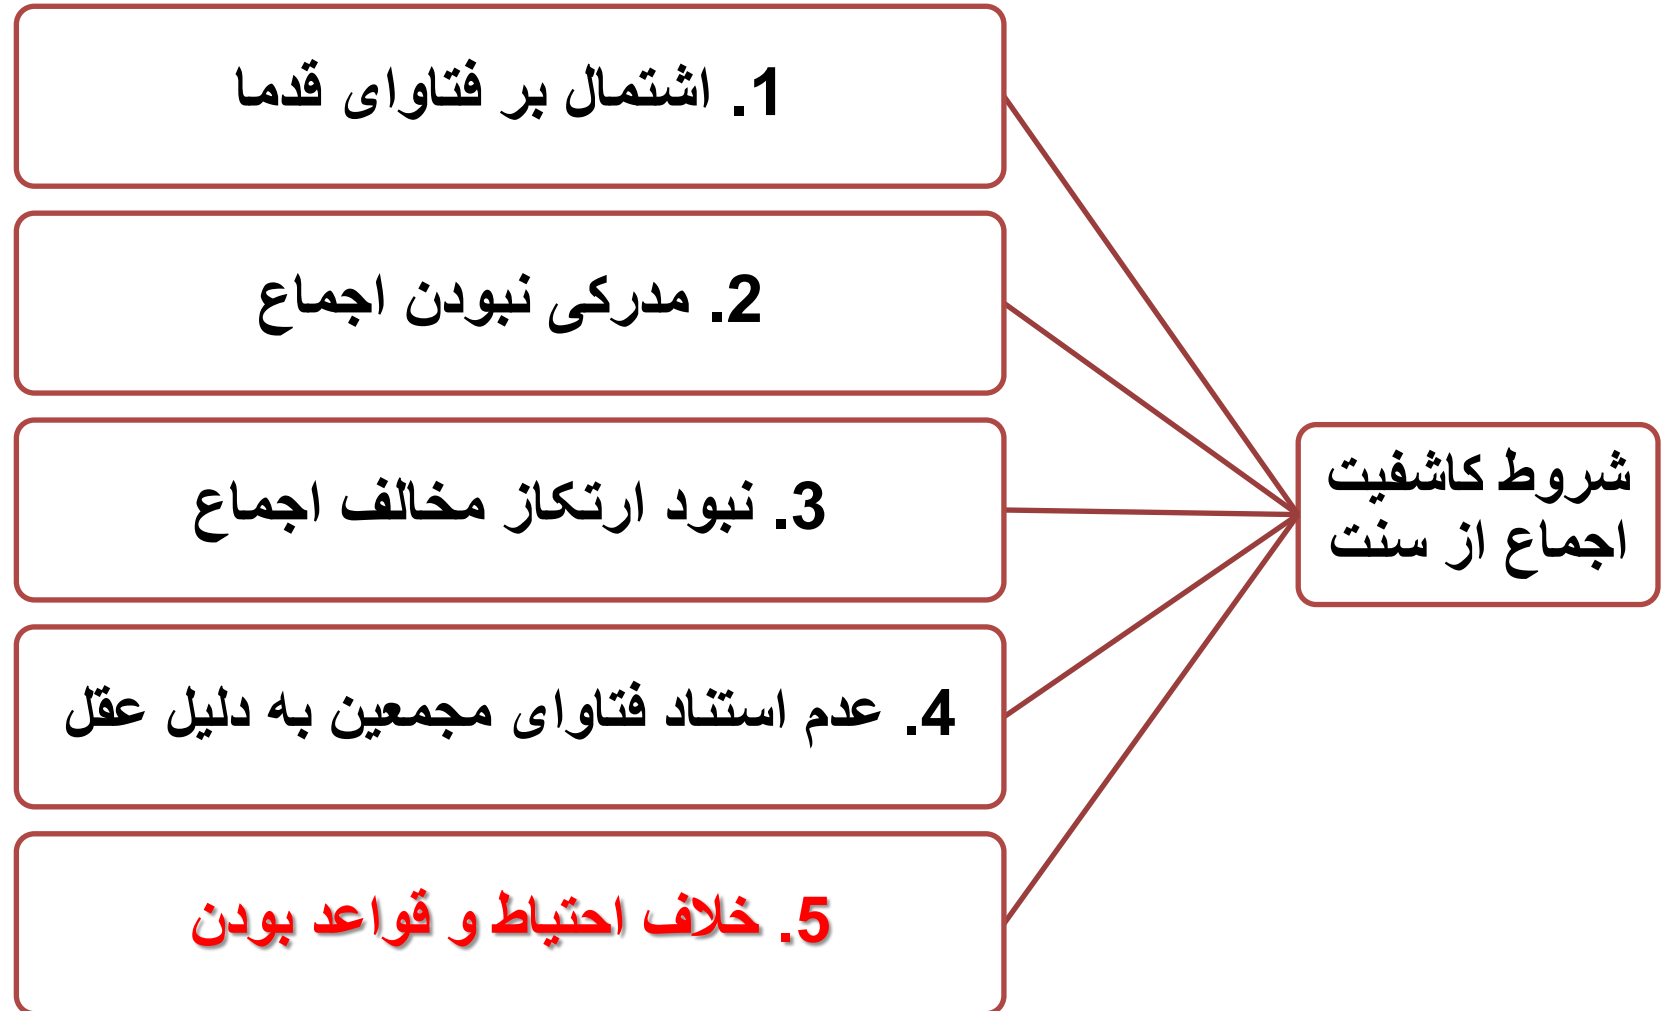 شروط کاشفیت
اجماع از سنت
1. اشتمال بر فتاوای قدما
2. مدرکی نبودن اجماع
3. نبود ارتکاز مخالف اجماع
4. عدم استناد فتاوای مجمعین به دلیل عقل
5. خلاف احتیاط و قواعد بودن